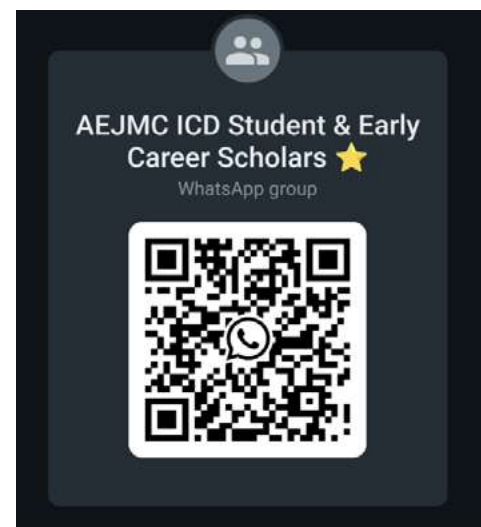 AEJMC ICD Student & Early
Career Scholars ⭐
WhatsApp group